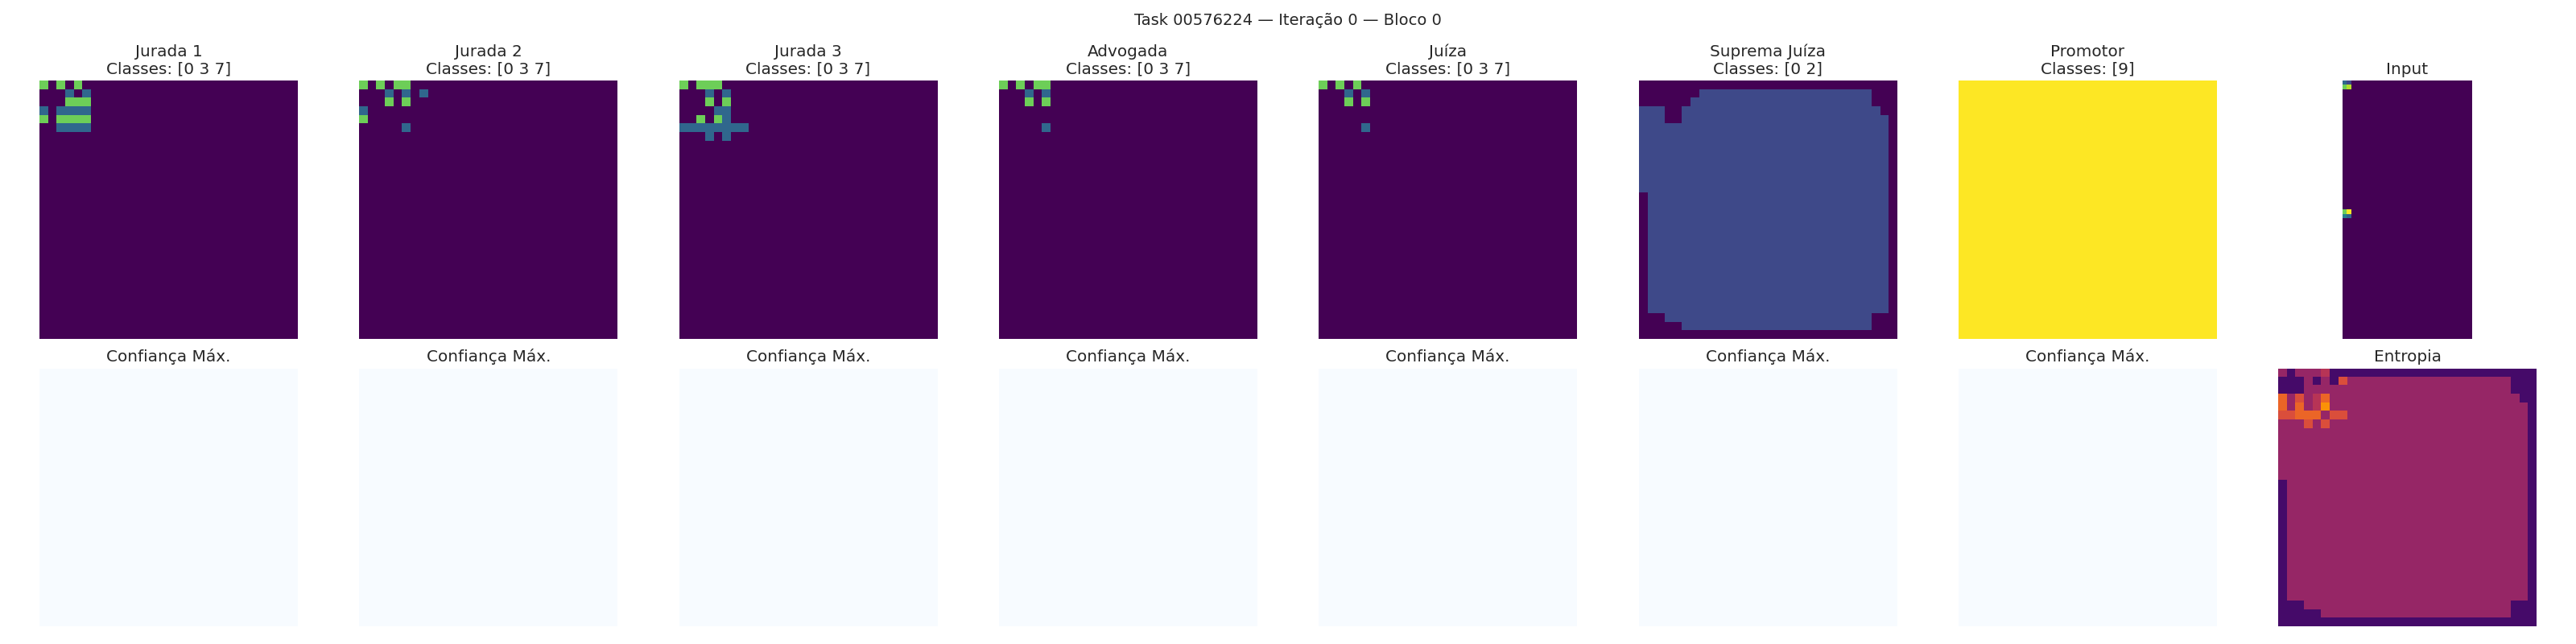 Task 00576224 — Iteração 0 — Bloco 0
Jurada 1
Classes: [0 3 7]
Jurada 2
Classes: [0 3 7]
Jurada 3
Classes: [0 3 7]
Advogada
Classes: [0 3 7]
Juíza
Classes: [0 3 7]
Suprema Juíza
Classes: [0 2]
Promotor
Classes: [9]
Input
Confiança Máx.
Confiança Máx.
Confiança Máx.
Confiança Máx.
Confiança Máx.
Confiança Máx.
Confiança Máx.
Entropia